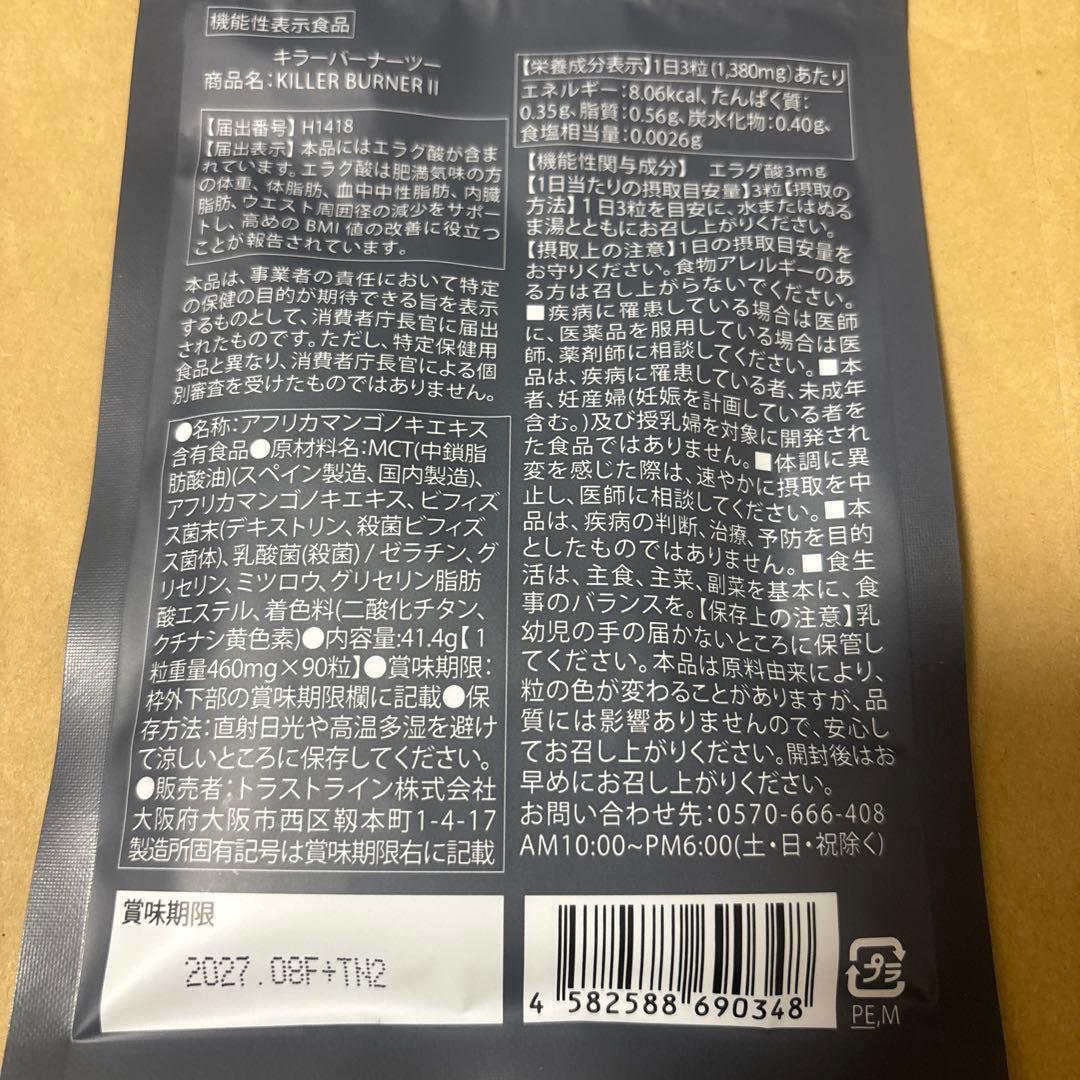 機能性表示食品
キラーバーナーツー
商品名:KILLER BURNER II
【届出番号】H1418
【届出表示】本品にはエラグ酸が含ま
れています。エラグ酸は肥満気味の方
の体重、体脂肪、血中中性脂肪、内臓
脂肪、ウエスト周囲径の減少をサポー
トし、高めの BMI 値の改善に役立つ
ことが報告されています。
本品は、事業者の責任において特定
の保健の目的が期待できる旨を表示
するものとして、消費者庁長官に届出
されたものです。ただし、特定保健用
食品と異なり、消費者庁長官による個
別審査を受けたものではありません。
●名称:アフリカマンゴノキエキス
含有食品●原材料名:MCT(中鎖脂
肪酸油)(スペイン製造、国内製造)、
アフリカマンゴノキエキス、ビフィズ
ス菌末(デキストリン、殺菌ビフィズ
ス菌体)、乳酸菌(殺菌) / ゼラチン、グ
リセリン、ミツロウ、グリセリン脂肪
酸エステル、着色料(二酸化チタン、
クチナシ黄色素)●内容量:41.4g【1
粒重量460mg×90粒】●賞味期限:
枠外下部の賞味期限欄に記載●保
存方法:直射日光や高温多湿を避け
て涼しいところに保存してください。
●販売者:トラストライン株式会社
大阪府大阪市西区靱本町1-4-17
製造所固有記号は賞味期限右に記載
【栄養成分表示】1日3粒(1,380mg)あたり
エネルギー:8.06kcal、たんぱく質:
0.35g、脂質:0.56g、炭水化物:0.40g、
食塩相当量:0.0026g
【機能性関与成分】 エラグ酸3mg
【1日当たりの摂取目安量】3粒【摂取の
方法】1日3粒を目安に、水またはぬる
ま湯とともにお召し上がりください。
【摂取上の注意】1日の摂取目安量を
お守りください。食物アレルギーのあ
る方は召し上がらないでください。
■疾病に罹患している場合は医師
に、医薬品を服用している場合は医
師、薬剤師に相談してください。■本
品は、疾病に罹患している者、未成年
者、妊産婦(妊娠を計画している者を
含む。)及び授乳婦を対象に開発され
た食品ではありません。■体調に異
変を感じた際は、速やかに摂取を中
止し、医師に相談してください。■本
品は、疾病の判断、治療、予防を目的
としたものではありません。■食生
活は、主食、主菜、副菜を基本に、食
事のバランスを。【保存上の注意】乳
幼児の手の届かないところに保管し
てください。本品は原料由来により、
粒の色が変わることがありますが、品
質には影響ありませんので、安心し
てお召し上がりください。開封後はお
早めにお召し上がりください。
お問い合わせ先:0570-666-408
AM10:00~PM6:00(土・日・祝除く)
賞味期限
2027.08F+TN2
4 582588 690348
プラ
PE,M